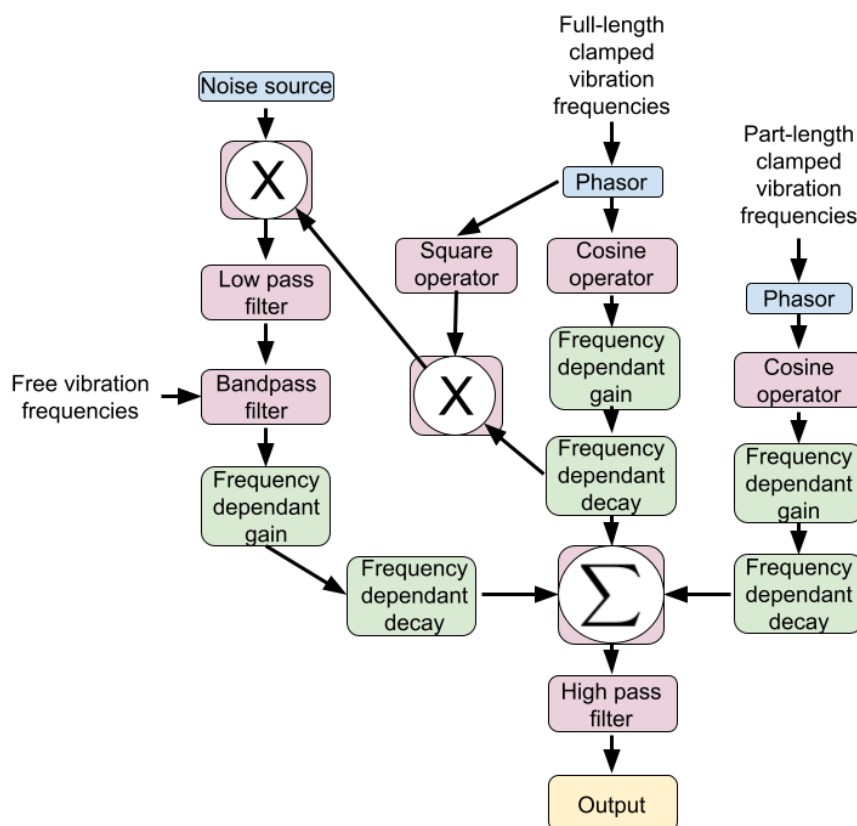 Full-length
clamped
vibration
frequencies
Noise source
Part-length
clamped
vibration
frequencies
X
Phasor
Square
operator
Cosine
operator
Low pass
filter
Phasor
Frequency
dependant
gain
Cosine
operator
Free vibration
frequencies
Bandpass
filter
X
Frequency
dependant
gain
Frequency
dependant
decay
Frequency
dependant
gain
Frequency
dependant
decay
Σ
Frequency
dependant
decay
High pass
filter
Output